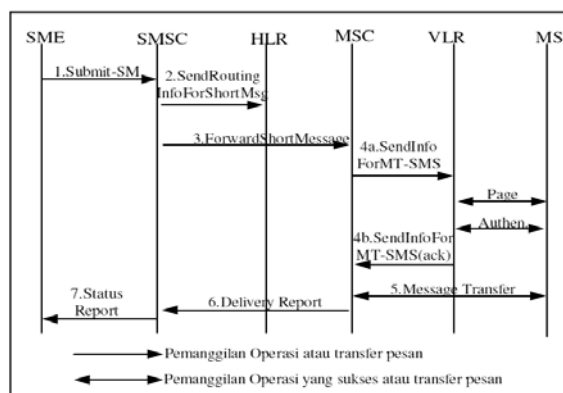 SME SMSC HLR MSC VLR MS
1.Submit-SM
2.SendRouting
InfoForShortMsg
3.ForwardShortMessage
4a.SendInfo
ForMT-SMS
Page
Authen.
4b.SendInfoFor
MT-SMS(ack)
5.Message Transfer
6.Delivery Report
7.Status
Report
Pemanggilan Operasi atau transfer pesan
Pemanggilan Operasi yang sukses atau transfer pesan